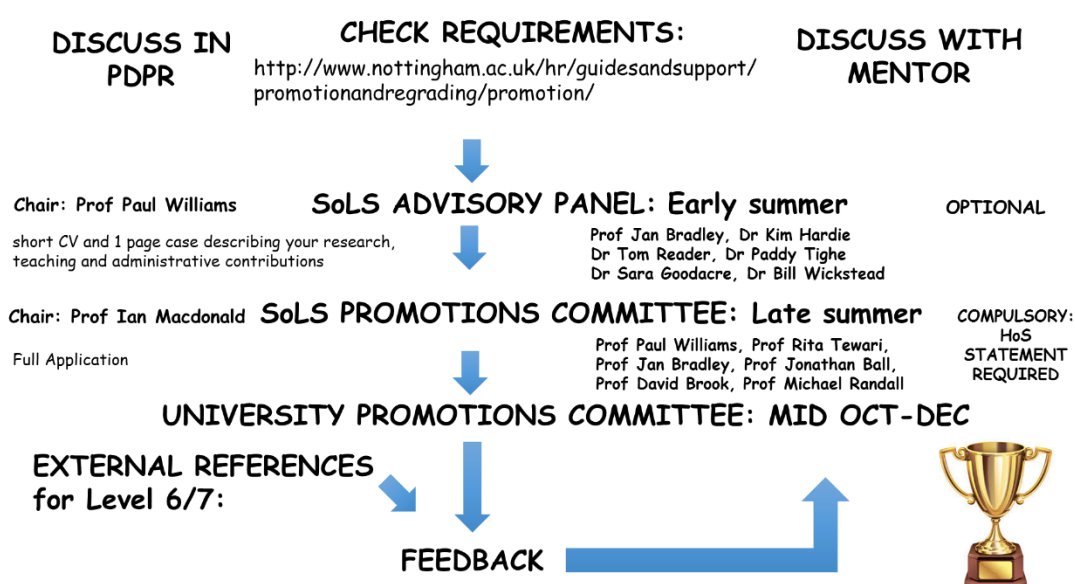 DISCUSS IN
PDPR
CHECK REQUIREMENTS:
http://www.nottingham.ac.uk/hr/guidesandsupport/
promotionandregrading/promotion/
DISCUSS WITH
MENTOR
Chair: Prof Paul Williams
SoLS ADVISORY PANEL: Early summer
OPTIONAL
short CV and 1 page case describing your research,
teaching and administrative contributions
Prof Jan Bradley, Dr Kim Hardie
Dr Tom Reader, Dr Paddy Tighe
Dr Sara Goodacre, Dr Bill Wickstead
Chair: Prof Ian Macdonald
SoLS PROMOTIONS COMMITTEE: Late summer
COMPULSORY:
HoS
STATEMENT
REQUIRED
Full Application
Prof Paul Williams, Prof Rita Tewari,
Prof Jan Bradley, Prof Jonathan Ball,
Prof David Brook, Prof Michael Randall
UNIVERSITY PROMOTIONS COMMITTEE: MID OCT-DEC
EXTERNAL REFERENCES
for Level 6/7:
FEEDBACK